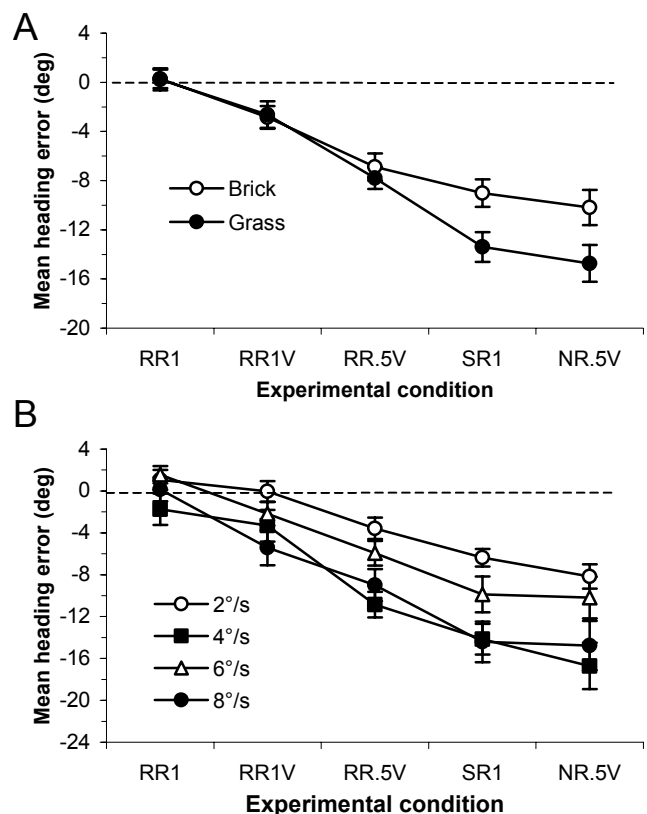 A
Mean heading error (deg)
4
0
-4
-8
-12
-16
-20
Brick
Grass
RR1 RR1V RR.5V SR1 NR.5V
Experimental condition
B
Mean heading error (deg)
4
0
-4
-8
-12
-16
-20
-24
2°/s
4°/s
6°/s
8°/s
RR1 RR1V RR.5V SR1 NR.5V
Experimental condition